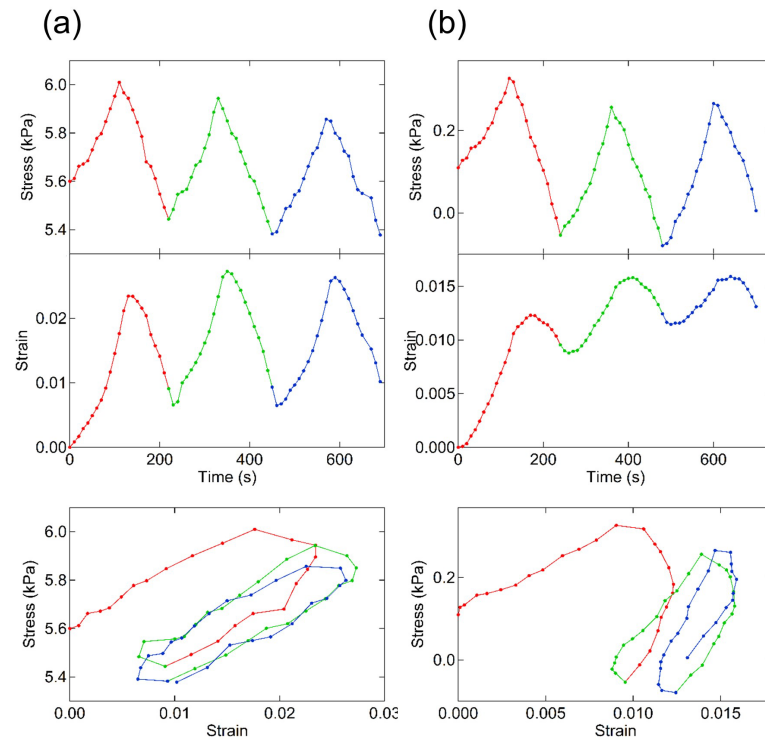 (a)
(b)
6.0
5.8
5.6
5.4
Stress (kPa)
0.2
0.0
Stress (kPa)
0.02
0.01
0.00
Strain
0.015
0.010
0.005
0.000
Strain
0 200 400 600
Time (s)
0 200 400 600
Time (s)
6.0
5.8
5.6
5.4
Stress (kPa)
0.00 0.01 0.02 0.03
Strain
0.2
0.0
Stress (kPa)
0.000 0.005 0.010 0.015
Strain